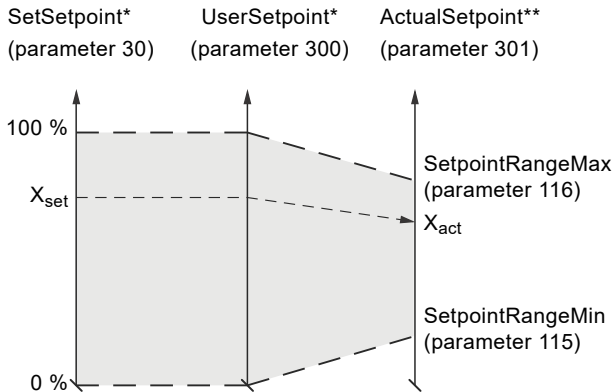 SetSetpoint*
(parameter 30)
UserSetpoint*
(parameter 300)
ActualSetpoint**
(parameter 301)
100 %
SetpointRangeMax
(parameter 116)
Xset
Xact
SetpointRangeMin
(parameter 115)
0 %